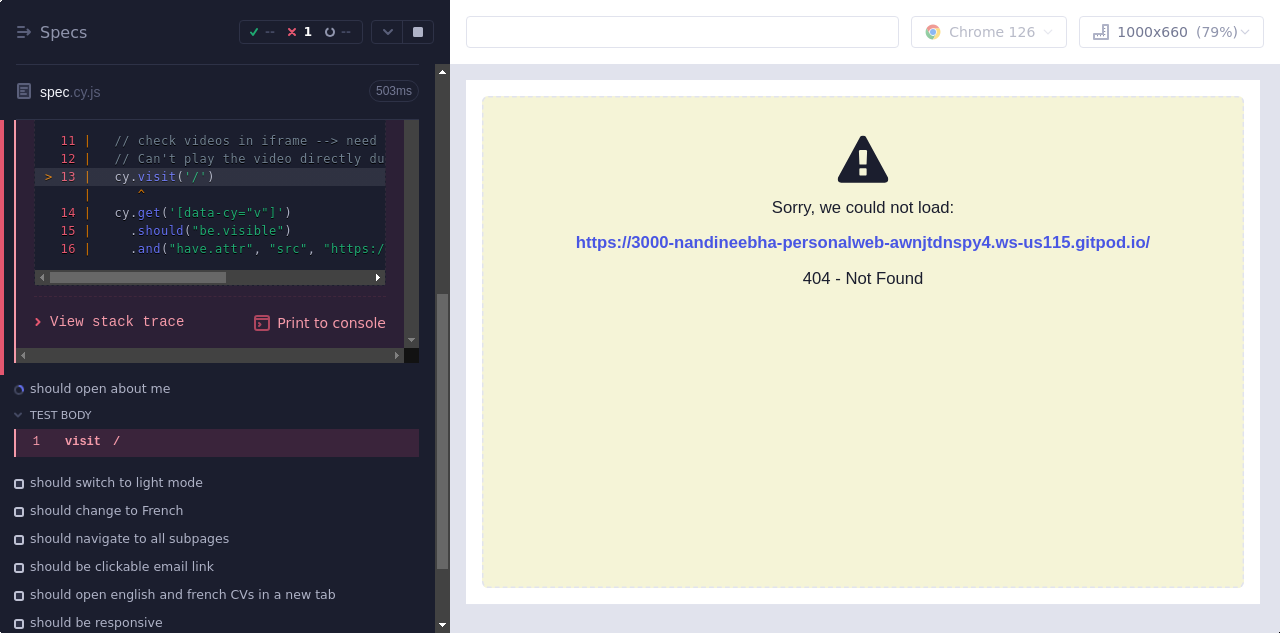 Specs
-- 1 --
spec.cy.js
503ms
11 | // check videos in iframe --> need
12 | // Can't play the video directly du
> 13 | cy.visit('/')
| ^
14 | cy.get('[data-cy="v"]')
15 | .should("be.visible")
16 | .and("have.attr", "src", "https:/
View stack trace
Print to console
should open about me
TEST BODY
1 visit /
should switch to light mode
should change to French
should navigate to all subpages
should be clickable email link
should open english and french CVs in a new tab
should be responsive
Chrome 126
1000x660 (79%)
Sorry, we could not load:
https://3000-nandineebha-personalweb-awnjtdnspy4.ws-us115.gitpod.io/
404 - Not Found